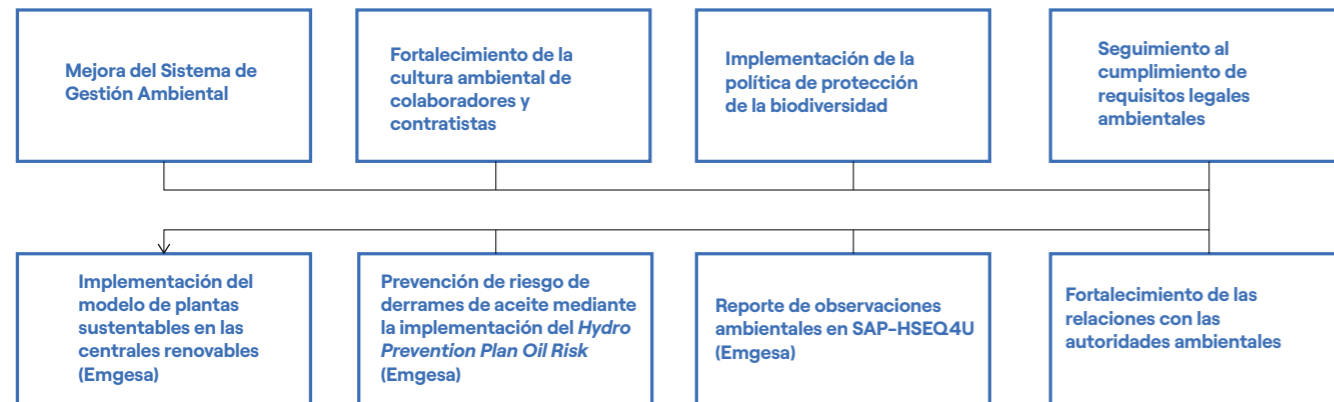 Mejora del Sistema de
Gestión Ambiental
Fortalecimiento de la
cultura ambiental de
colaboradores y
contratistas
Implementación de la
política de protección
de la biodiversidad
Seguimiento al
cumplimiento de
requisitos legales
ambientales
Implementación del
modelo de plantas
sustentables en las
centrales renovables
(Emgesa)
Prevención de riesgo de
derrames de aceite mediante
la implementación del Hydro
Prevention Plan Oil Risk
(Emgesa)
Reporte de observaciones
ambientales en SAP-HSEQ4U
(Emgesa)
Fortalecimiento de las
relaciones con las
autoridades ambientales